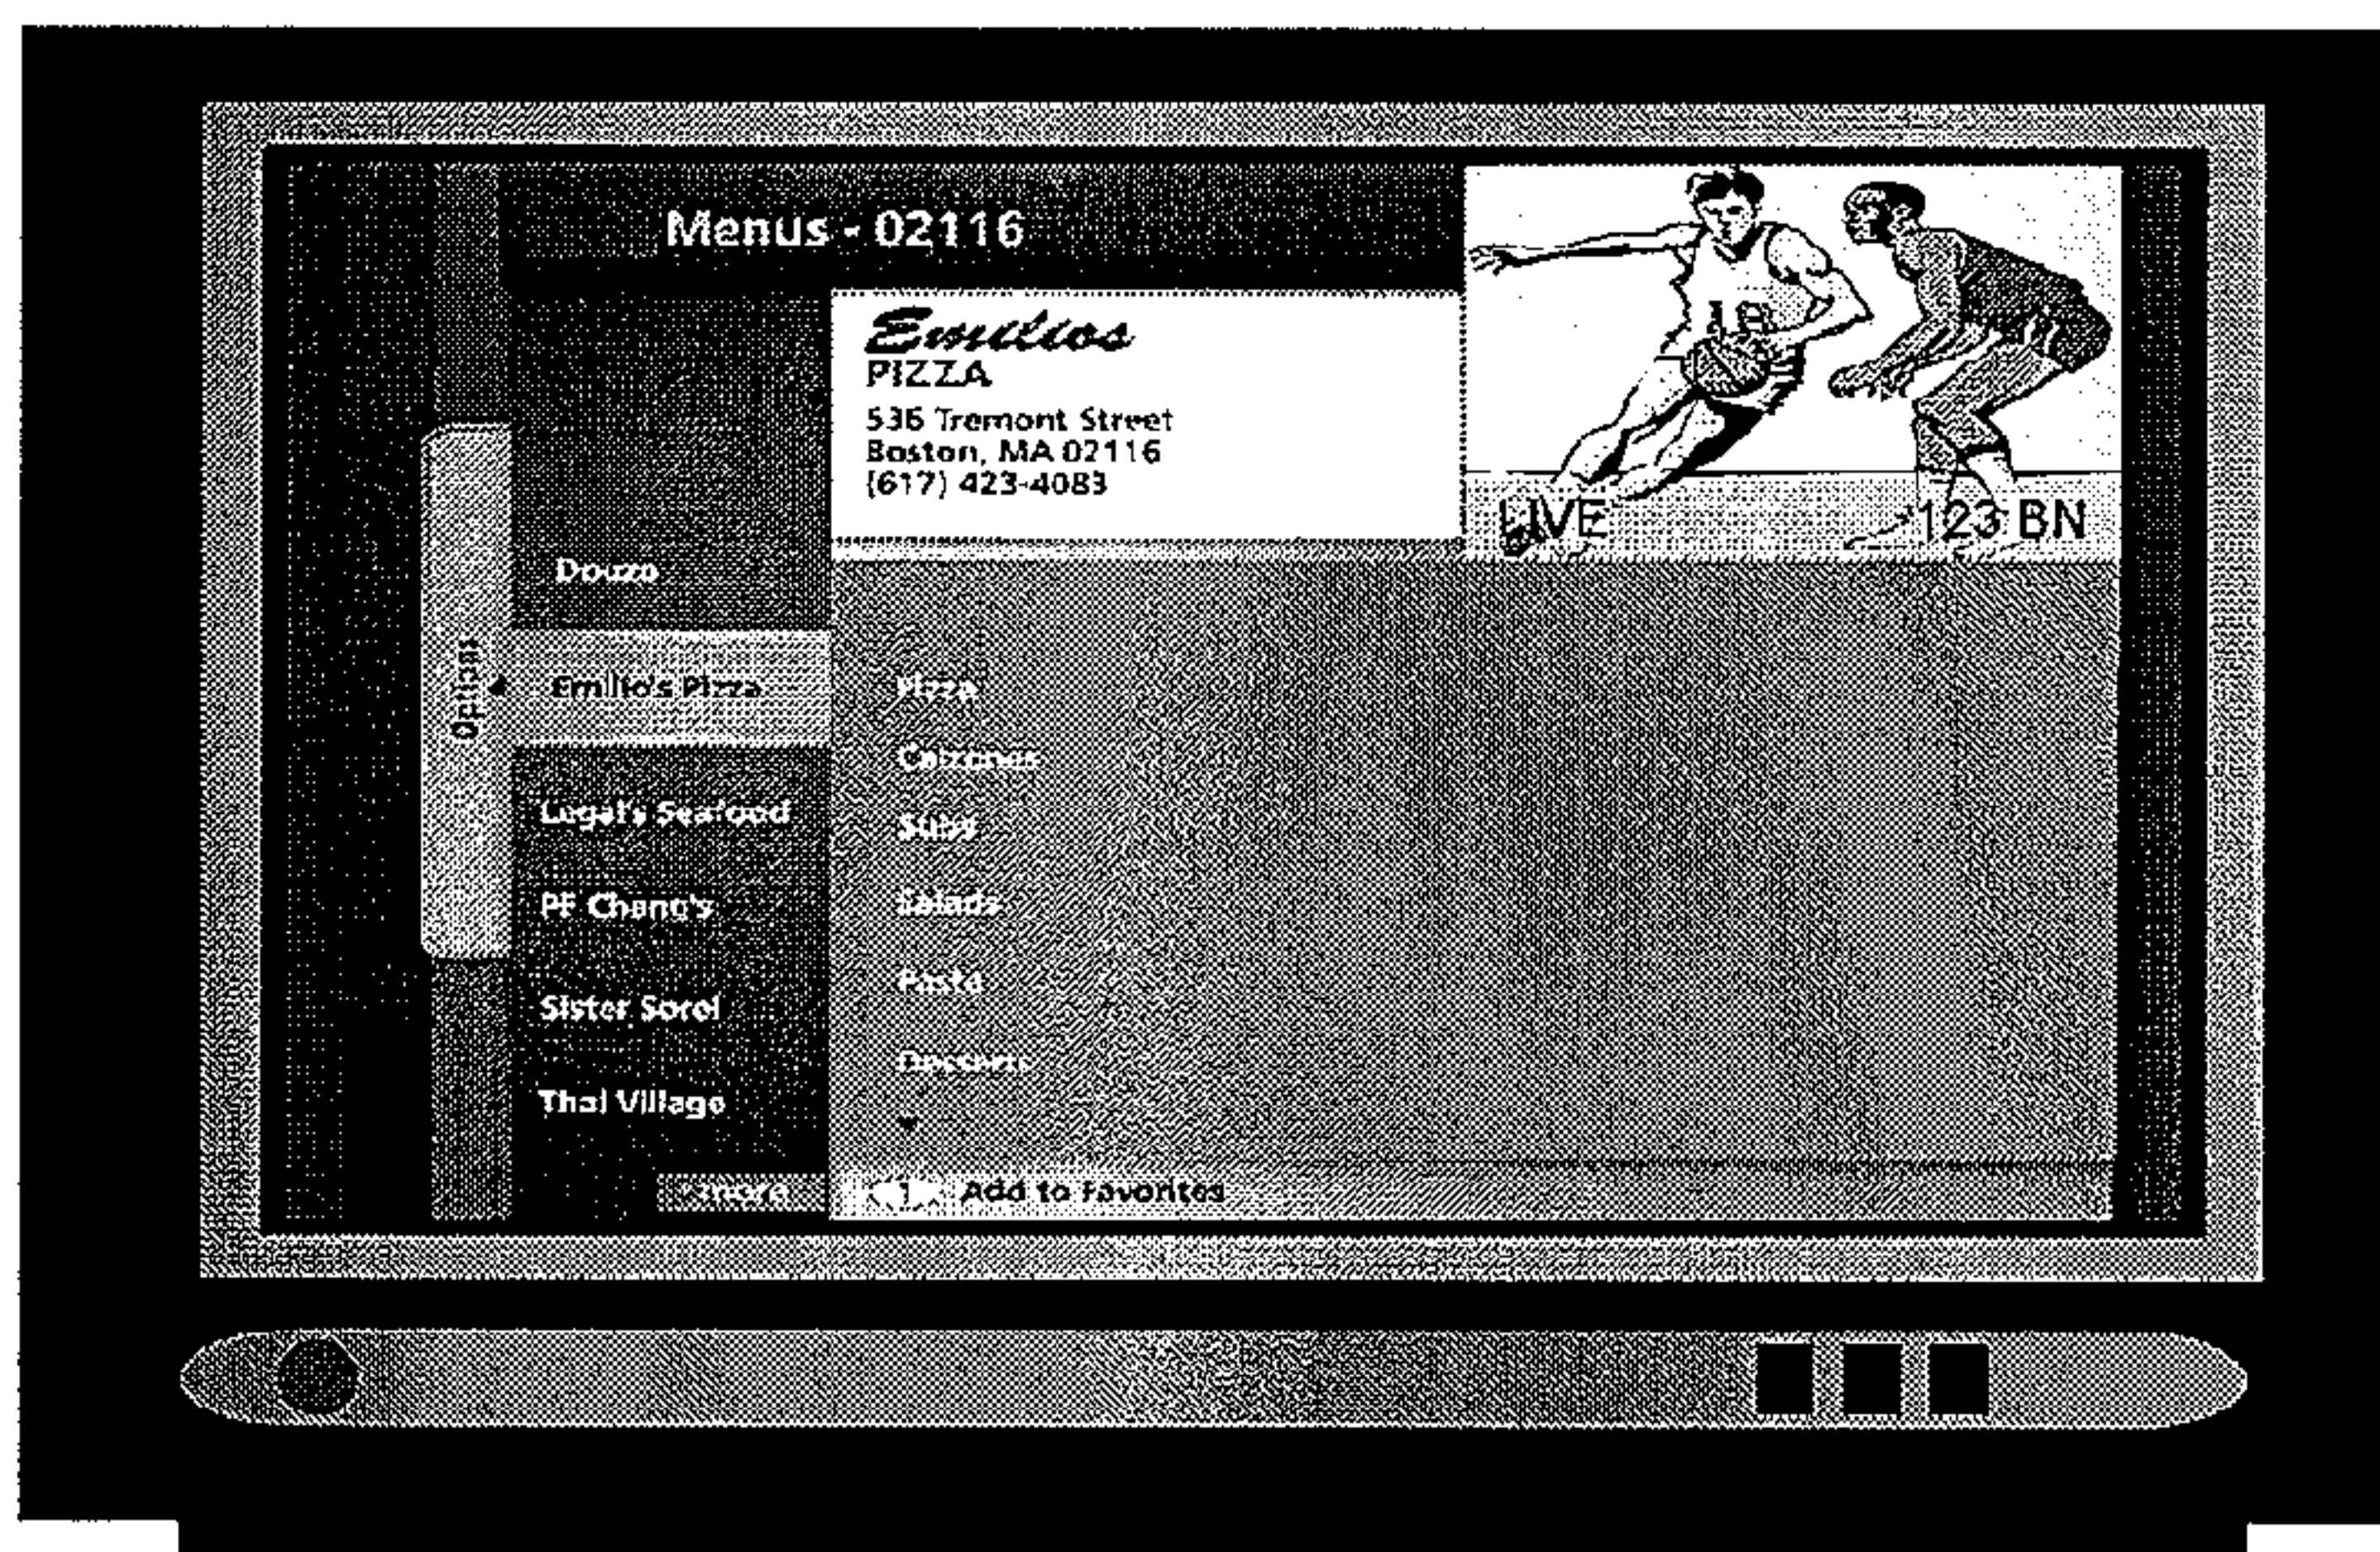 Menus - 02116
Emilios
PIZZA
536 Tremont Street
Boston, MA 02116
(617) 423-4083
LIVE
123 BN
Options
Douzo
Emilio's Pizza
Legal's Seafood
PF Chang's
Sister Sorel
Thai Village
more
Pizza
Calzones
Subs
Salads
Pasta
Desserts
1 Add to Favorites